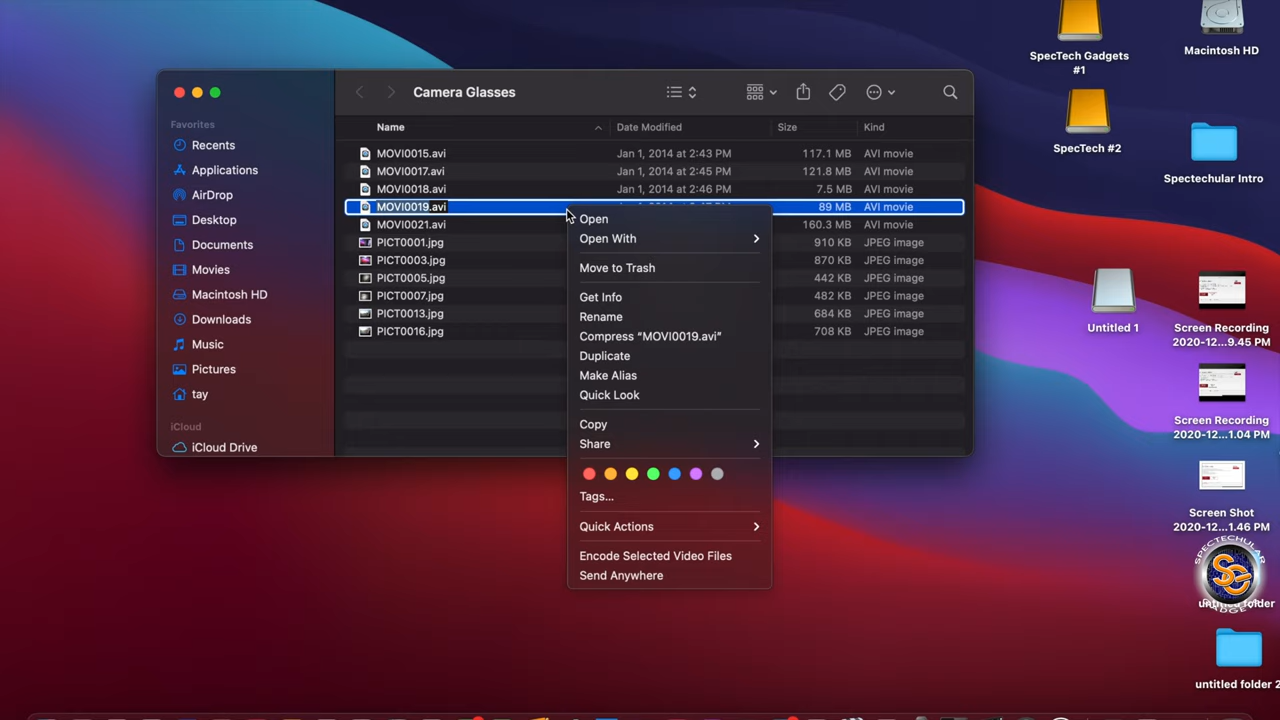 Camera Glasses
Favorites
Recents
Applications
AirDrop
Desktop
Documents
Movies
Macintosh HD
Downloads
Music
Pictures
tay
iCloud
iCloud Drive
Name Date Modified Size Kind
MOVI0015.avi Jan 1, 2014 at 2:43 PM 117.1 MB AVI movie
MOVI0017.avi Jan 1, 2014 at 2:45 PM 121.8 MB AVI movie
MOVI0018.avi Jan 1, 2014 at 2:46 PM 7.5 MB AVI movie
MOVI0019.avi 89 MB AVI movie
MOVI0021.avi 160.3 MB AVI movie
PICT0001.jpg 910 KB JPEG image
PICT0003.jpg 870 KB JPEG image
PICT0005.jpg 442 KB JPEG image
PICT0007.jpg 482 KB JPEG image
PICT0013.jpg 684 KB JPEG image
PICT0016.jpg 708 KB JPEG image
Open
Open With
Move to Trash
Get Info
Rename
Compress “MOVI0019.avi”
Duplicate
Make Alias
Quick Look
Copy
Share
Tags...
Quick Actions
Encode Selected Video Files
Send Anywhere
SpecTech Gadgets
#1
Macintosh HD
SpecTech #2
Spectechular Intro
Untitled 1
Screen Recording
2020-12...9.45 PM
Screen Recording
2020-12...1.04 PM
Screen Shot
2020-12...1.46 PM
SPECTECHULAR
SG
untitled folder
untitled folder 2